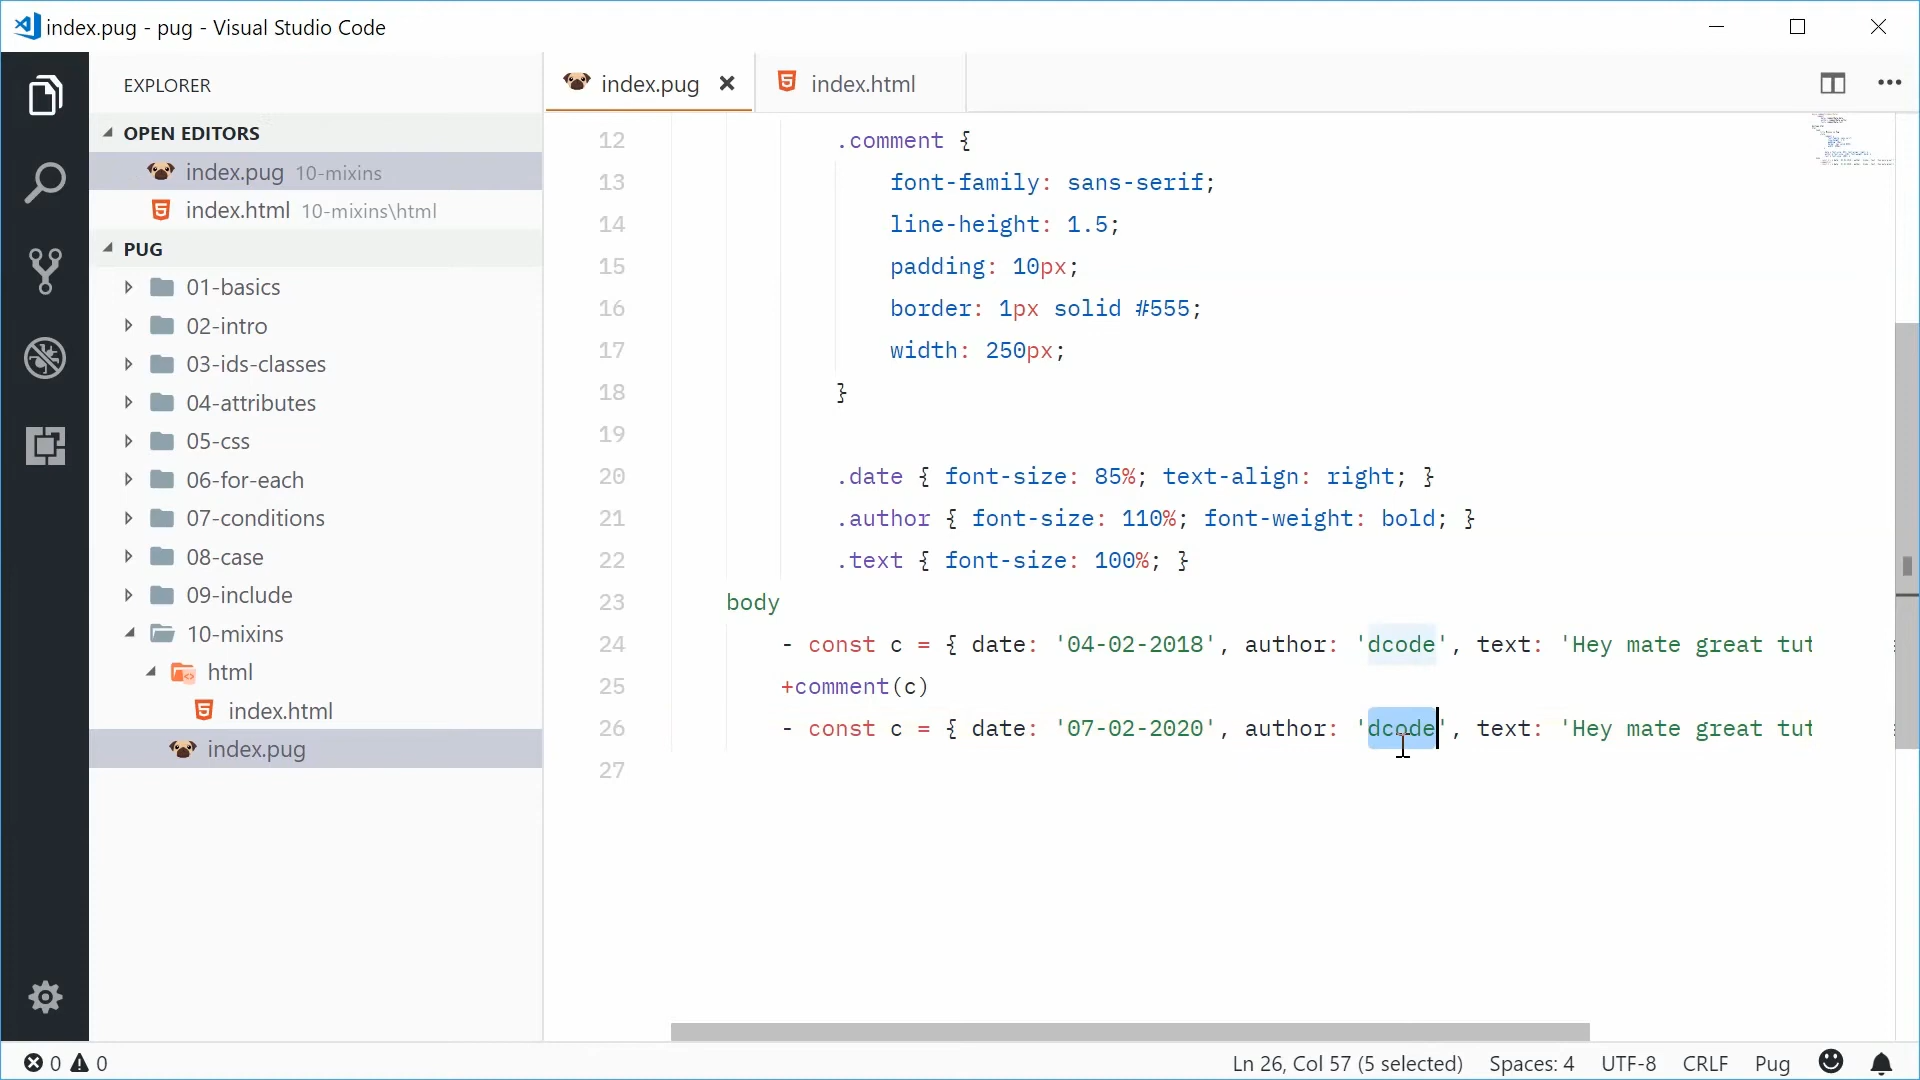 index.pug - pug - Visual Studio Code
EXPLORER
OPEN EDITORS
index.pug 10-mixins
index.html 10-mixins\html
PUG
01-basics
02-intro
03-ids-classes
04-attributes
05-css
06-for-each
07-conditions
08-case
09-include
10-mixins
html
index.html
index.pug
index.pug
index.html
12 .comment {
13 font-family: sans-serif;
14 line-height: 1.5;
15 padding: 10px;
16 border: 1px solid #555;
17 width: 250px;
18 }
19
20 .date { font-size: 85%; text-align: right; }
21 .author { font-size: 110%; font-weight: bold; }
22 .text { font-size: 100%; }
23 body
24 - const c = { date: '04-02-2018', author: 'dcode', text: 'Hey mate great tut
25 +comment(c)
26 - const c = { date: '07-02-2020', author: 'dcode', text: 'Hey mate great tut
27
0 0
Ln 26, Col 57 (5 selected) Spaces: 4 UTF-8 CRLF Pug